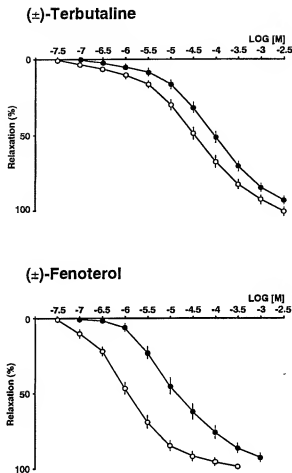 (±)-Terbutaline
LOG [M]
-7.5 -7 -6.5 -6 -5.5 -5 -4.5 -4 -3.5 -3 -2.5
0
50
100
Relaxation (%)
(±)-Fenoterol
LOG [M]
-7.5 -7 -6.5 -6 -5.5 -5 -4.5 -4 -3.5 -3 -2.5
0
50
100
Relaxation (%)